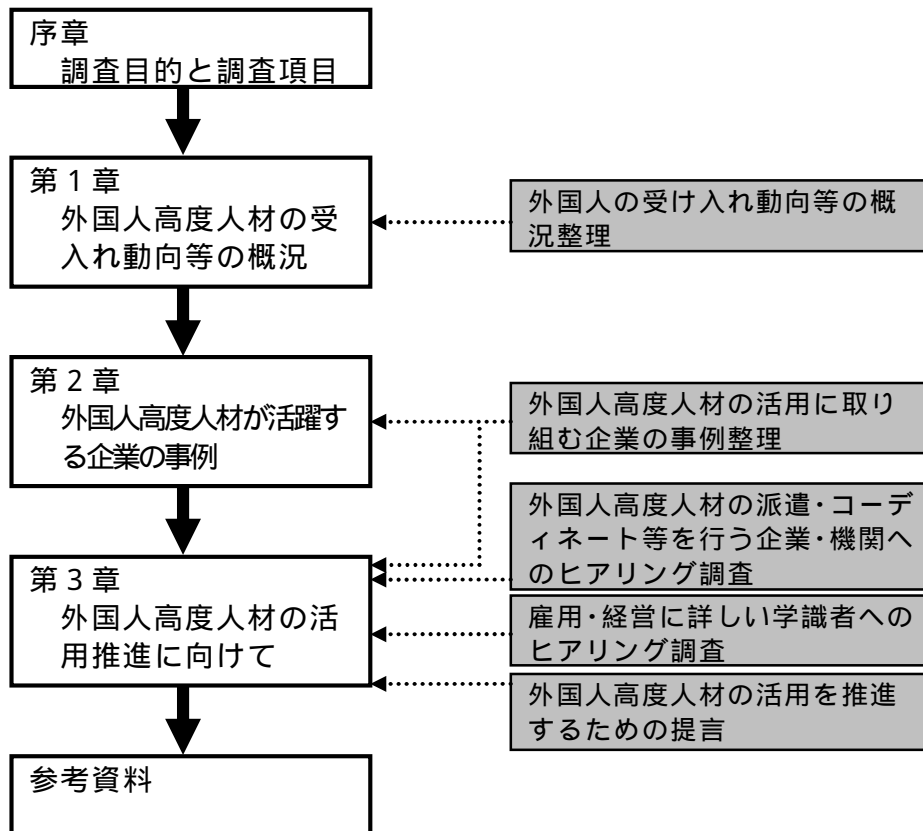 序章
調査目的と調査項目
第1章
外国人高度人材の受
入れ動向等の概況
外国人の受け入れ動向等の概
況整理
第2章
外国人高度人材が活躍す
る企業の事例
外国人高度人材の活用に取り
組む企業の事例整理
外国人高度人材の派遣・コーデ
ィネート等を行う企業・機関へ
のヒアリング調査
第3章
外国人高度人材の活
用推進に向けて
雇用・経営に詳しい学識者への
ヒアリング調査
外国人高度人材の活用を推進
するための提言
参考資料